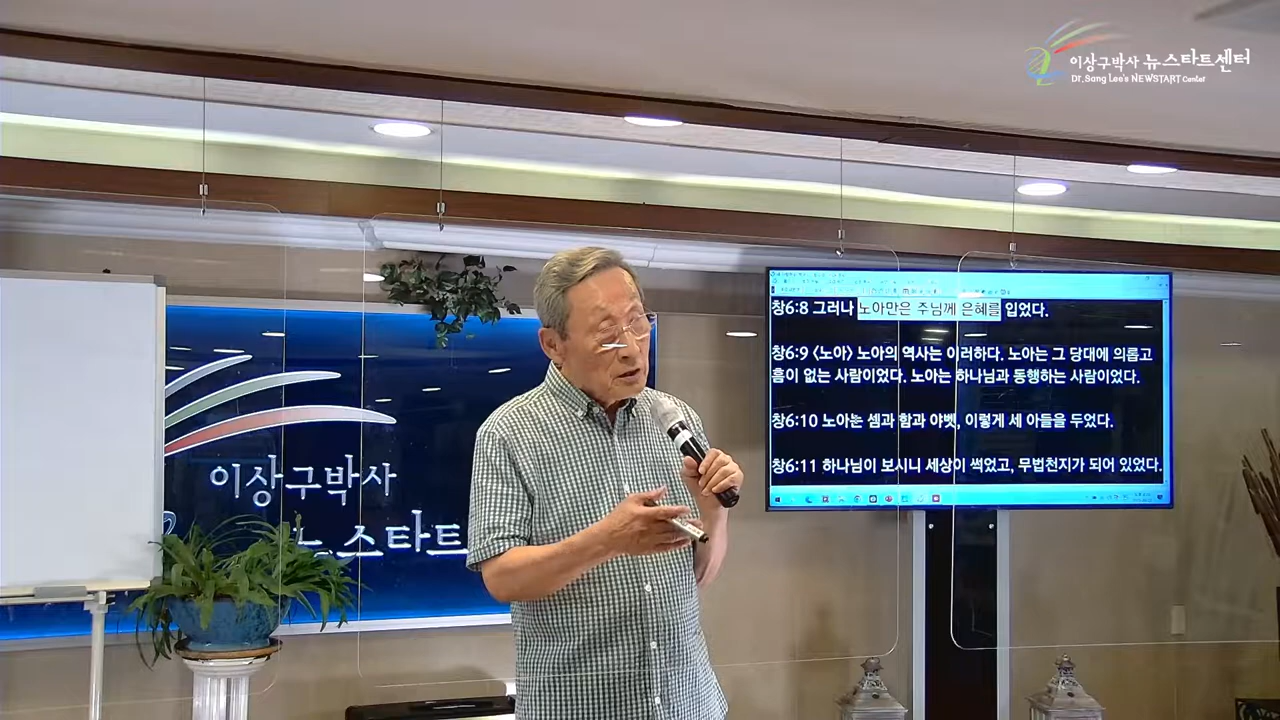 이상구박사 뉴스타트센터
Dr. Sang Lee's NEWSTART Center
창6:8 그러나 노아만은 주님께 은혜를 입었다.
창6:9 〈노아〉 노아의 역사는 이러하다. 노아는 그 당대에 의롭고
흠이 없는 사람이었다. 노아는 하나님과 동행하는 사람이었다.
창6:10 노아는 셈과 함과 야벳, 이렇게 세 아들을 두었다.
창6:11 하나님이 보시니 세상이 썩었고, 무법천지가 되어 있었다.
이상구박사
뉴스타트